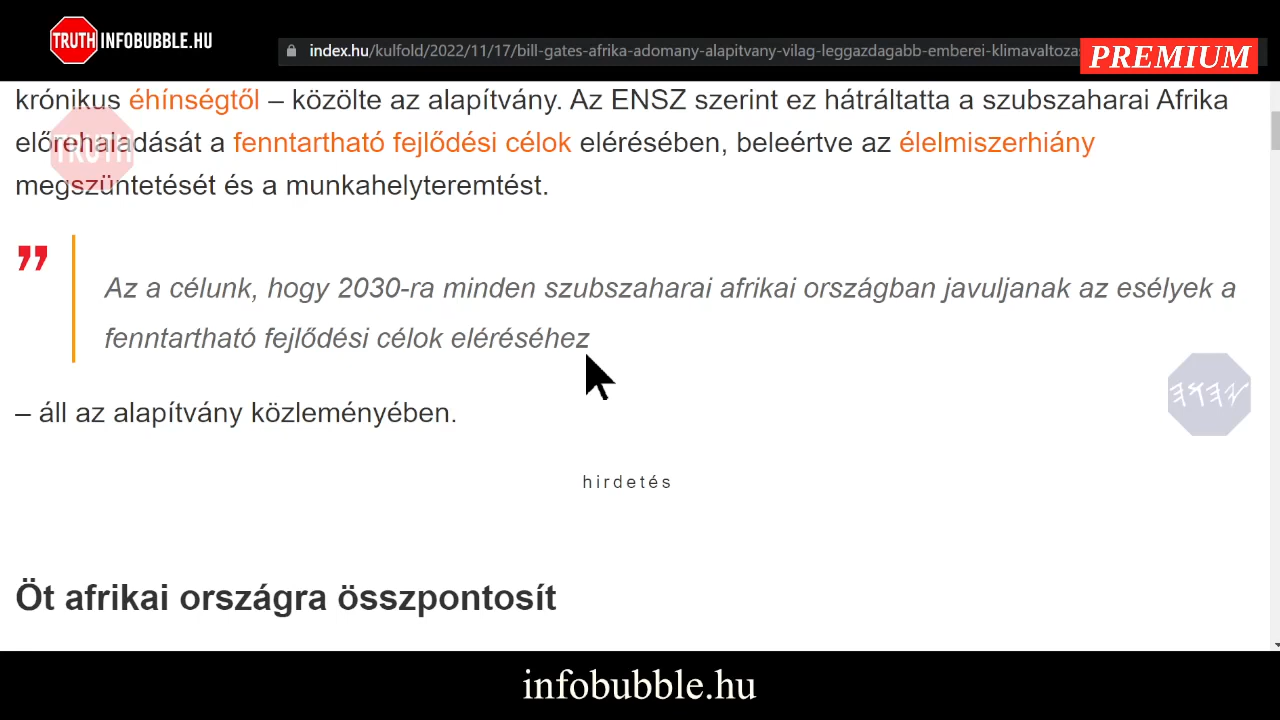 TRUTH INFOBUBBLE.HU
index.hu/kulfold/2022/11/17/bill-gates-afrika-adomany-alapitvany-vilag-leggazdagabb-emberei-klimavaltozas
PREMIUM
krónikus éhínségtől – közölte az alapítvány. Az ENSZ szerint ez hátráltatta a szubszaharai Afrika
előrehaladását a fenntartható fejlődési célok elérésében, beleértve az élelmiszerhiány
TRUTH
megszüntetését és a munkahelyteremtést.
” Az a célunk, hogy 2030-ra minden szubszaharai afrikai országban javuljanak az esélyek a
fenntartható fejlődési célok eléréséhez
– áll az alapítvány közleményében.
hirdetés
Öt afrikai országra összpontosít
infobubble.hu